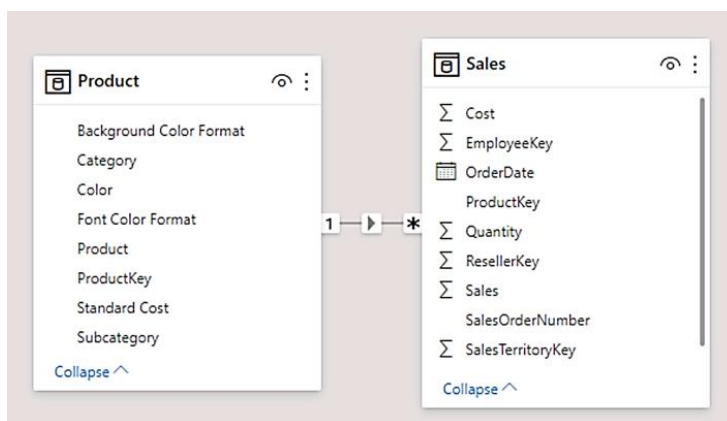 Product
Background Color Format
Category
Color
Font Color Format
Product
ProductKey
Standard Cost
Subcategory
Collapse
1
*
Sales
Σ Cost
Σ EmployeeKey
OrderDate
ProductKey
Σ Quantity
Σ ResellerKey
Σ Sales
SalesOrderNumber
Σ SalesTerritoryKey
Collapse